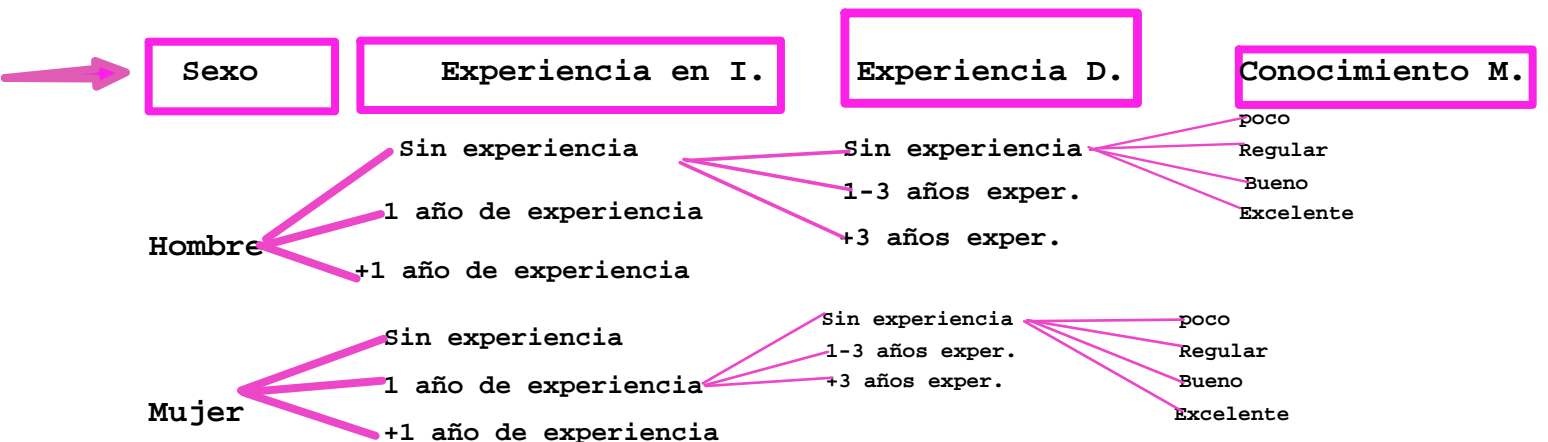 Sexo Experiencia en I. Experiencia D. Conocimiento M.
poco
Sin experiencia Sin experiencia Regular
1-3 años exper. Bueno
1 año de experiencia Excelente
Hombre +3 años exper.
+1 año de experiencia
Sin experiencia poco
Sin experiencia 1-3 años exper. Regular
1 año de experiencia +3 años exper. Bueno
Mujer Excelente
+1 año de experiencia